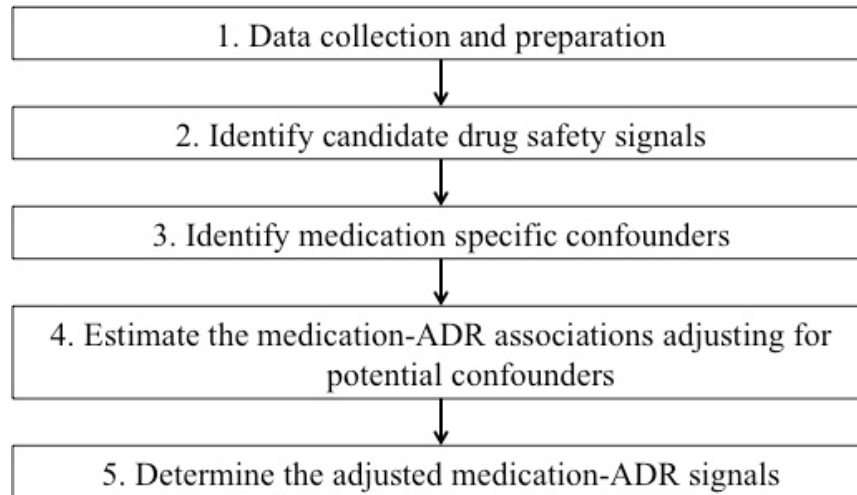 1. Data collection and preparation
2. Identify candidate drug safety signals
3. Identify medication specific confounders
4. Estimate the medication-ADR associations adjusting for
potential confounders
5. Determine the adjusted medication-ADR signals